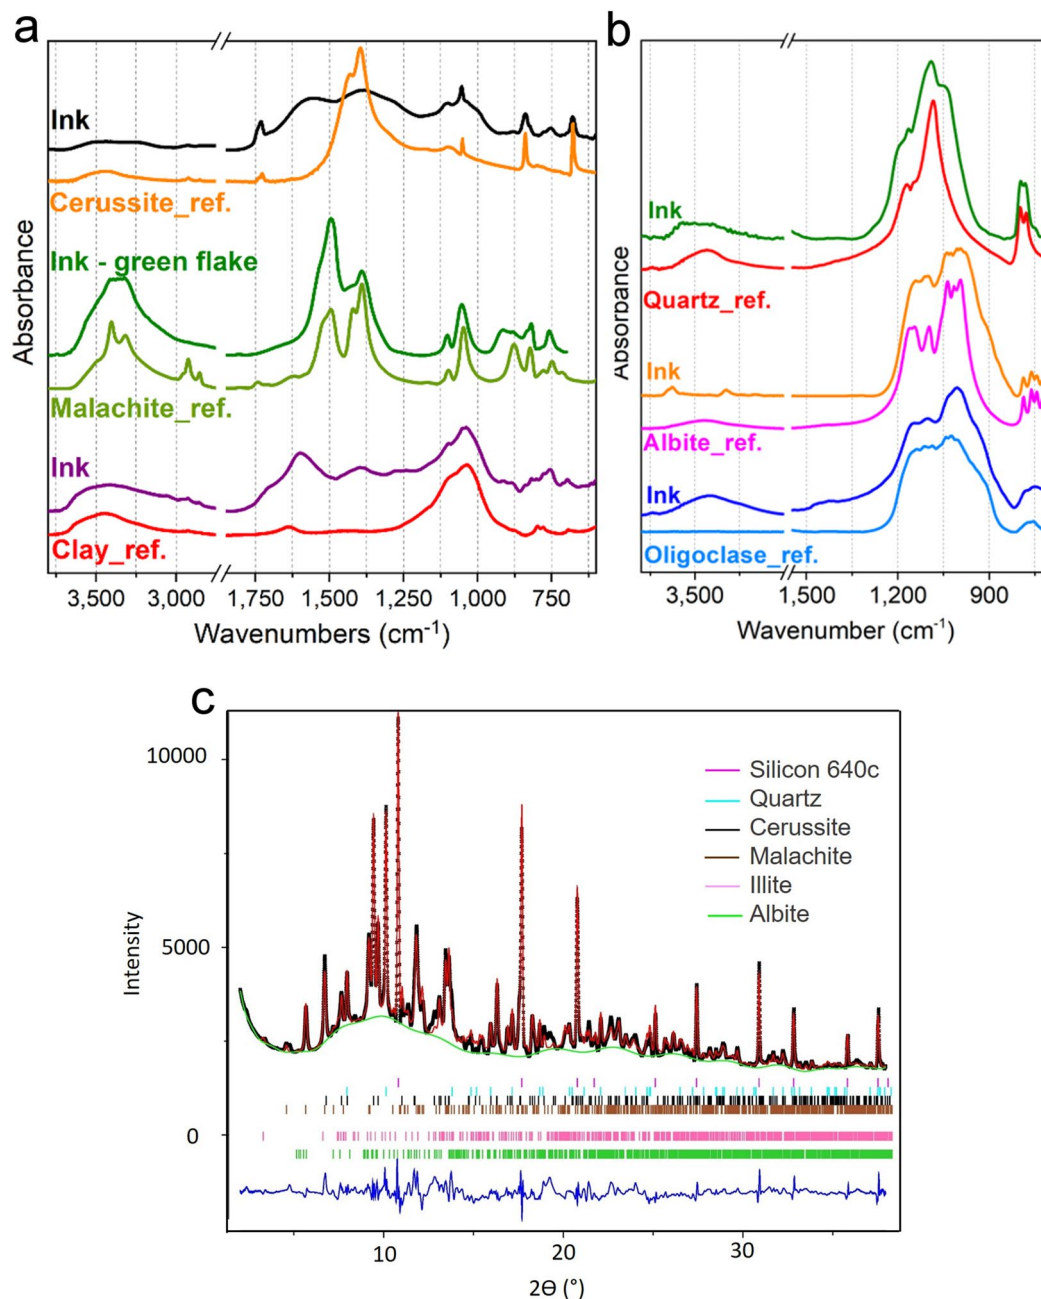 a
Absorbance
Ink
Cerussite_ref.
Ink - green flake
Malachite_ref.
Ink
Clay_ref.
3,500 3,000 1,750 1,500 1,250 1,000 750
Wavenumbers (cm-1)
b
Absorbance
Ink
Quartz_ref.
Ink
Albite_ref.
Ink
Oligoclase_ref.
3,500 1,500 1,200 900
Wavenumber (cm-1)
c
Intensity
10000
5000
0
Silicon 640c
Quartz
Cerussite
Malachite
Illite
Albite
10 20 30
2Ɵ (°)